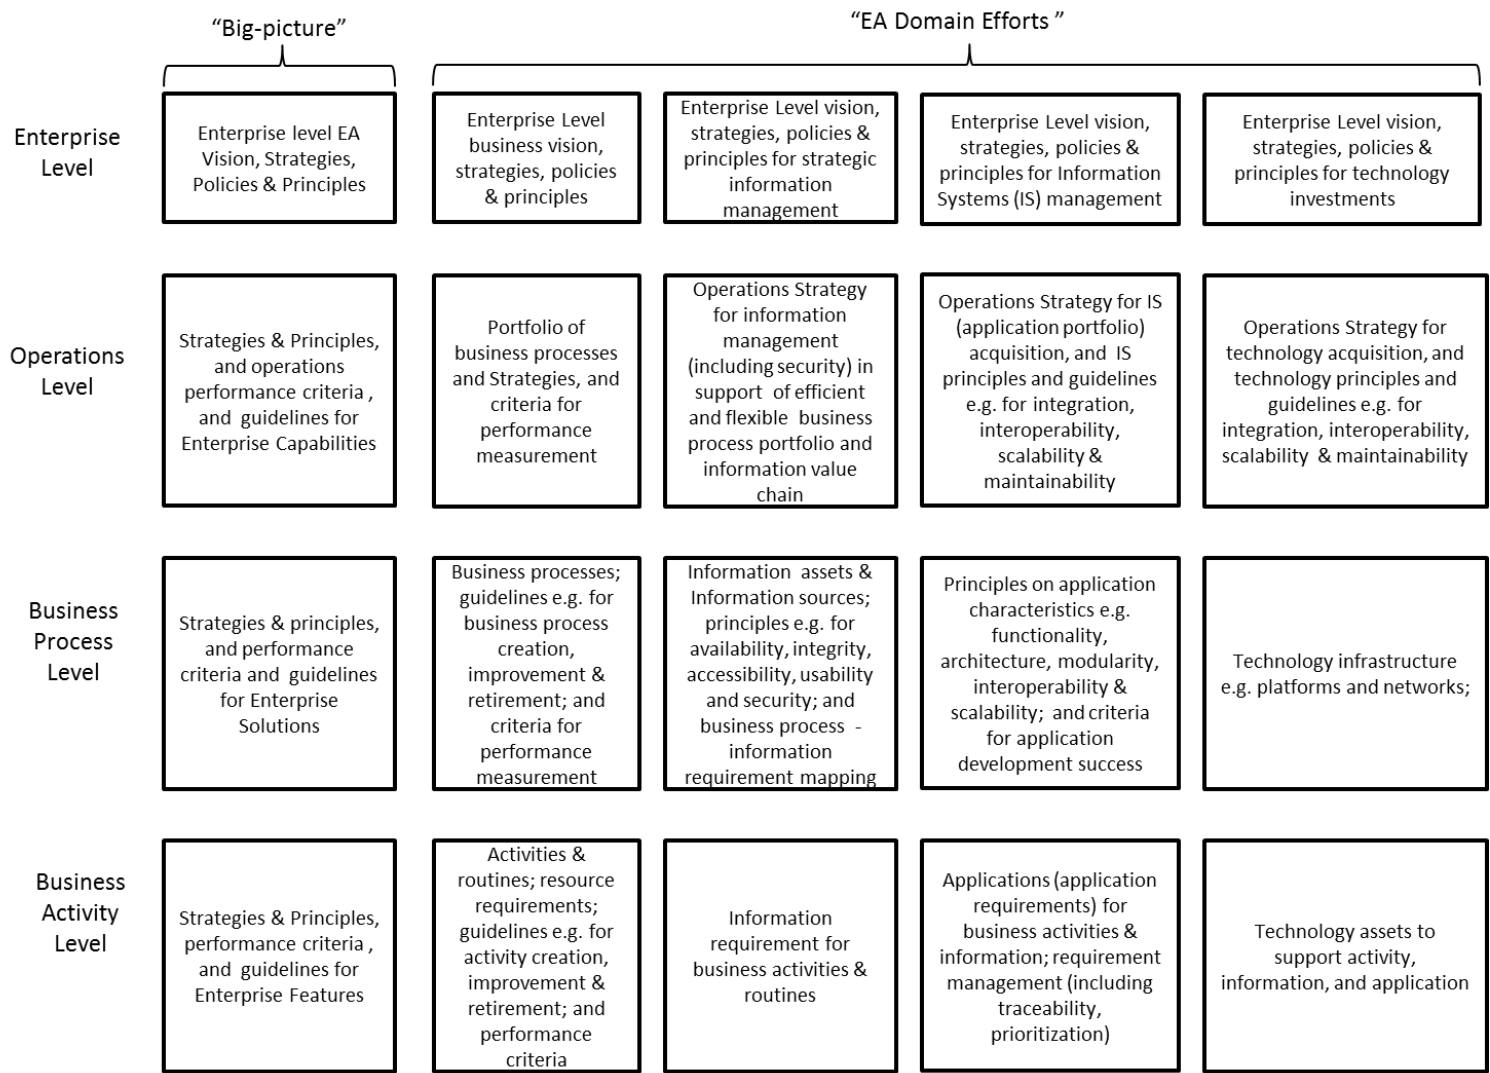 “Big-picture”
“EA Domain Efforts ”
Enterprise
Level
Enterprise level EA
Vision, Strategies,
Policies & Principles
Enterprise Level
business vision,
strategies, policies
& principles
Enterprise Level vision,
strategies, policies &
principles for strategic
information
management
Enterprise Level vision,
strategies, policies &
principles for Information
Systems (IS) management
Enterprise Level vision,
strategies, policies &
principles for technology
investments
Operations
Level
Strategies & Principles,
and operations
performance criteria ,
and guidelines for
Enterprise Capabilities
Portfolio of
business processes
and Strategies, and
criteria for
performance
measurement
Operations Strategy
for information
management
(including security) in
support of efficient
and flexible business
process portfolio and
information value
chain
Operations Strategy for IS
(application portfolio)
acquisition, and IS
principles and guidelines
e.g. for integration,
interoperability,
scalability &
maintainability
Operations Strategy for
technology acquisition, and
technology principles and
guidelines e.g. for
integration, interoperability,
scalability & maintainability
Business
Process
Level
Strategies & principles,
and performance
criteria and guidelines
for Enterprise
Solutions
Business processes;
guidelines e.g. for
business process
creation,
improvement &
retirement; and
criteria for
performance
measurement
Information assets &
Information sources;
principles e.g. for
availability, integrity,
accessibility, usability
and security; and
business process -
information
requirement mapping
Principles on application
characteristics e.g.
functionality,
architecture, modularity,
interoperability &
scalability; and criteria
for application
development success
Technology infrastructure
e.g. platforms and networks;
Business
Activity
Level
Strategies & Principles,
performance criteria ,
and guidelines for
Enterprise Features
Activities &
routines; resource
requirements;
guidelines e.g. for
activity creation,
improvement &
retirement; and
performance
criteria
Information
requirement for
business activities &
routines
Applications (application
requirements) for
business activities &
information; requirement
management (including
traceability,
prioritization)
Technology assets to
support activity,
information, and application